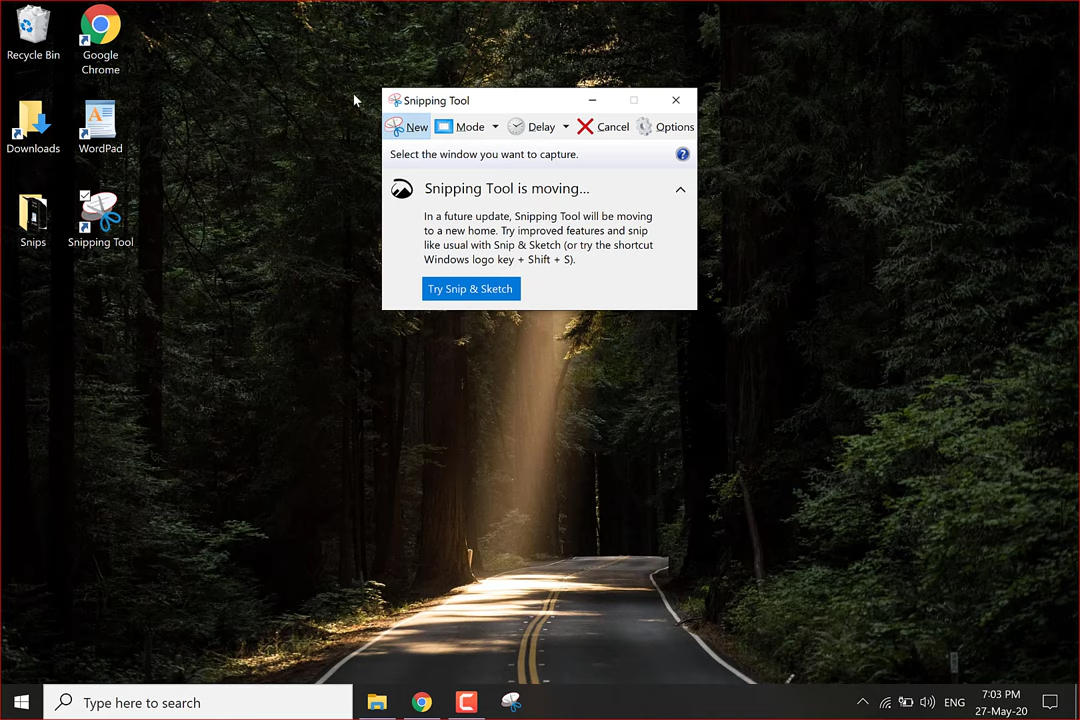 Recycle Bin
Google
Chrome
Downloads
WordPad
Snips
Snipping Tool
Snipping Tool
New
Mode
Delay
Cancel
Options
Select the window you want to capture.
Snipping Tool is moving...
In a future update, Snipping Tool will be moving
to a new home. Try improved features and snip
like usual with Snip & Sketch (or try the shortcut
Windows logo key + Shift + S).
Try Snip & Sketch
Type here to search
ENG
7:03 PM
27-May-20